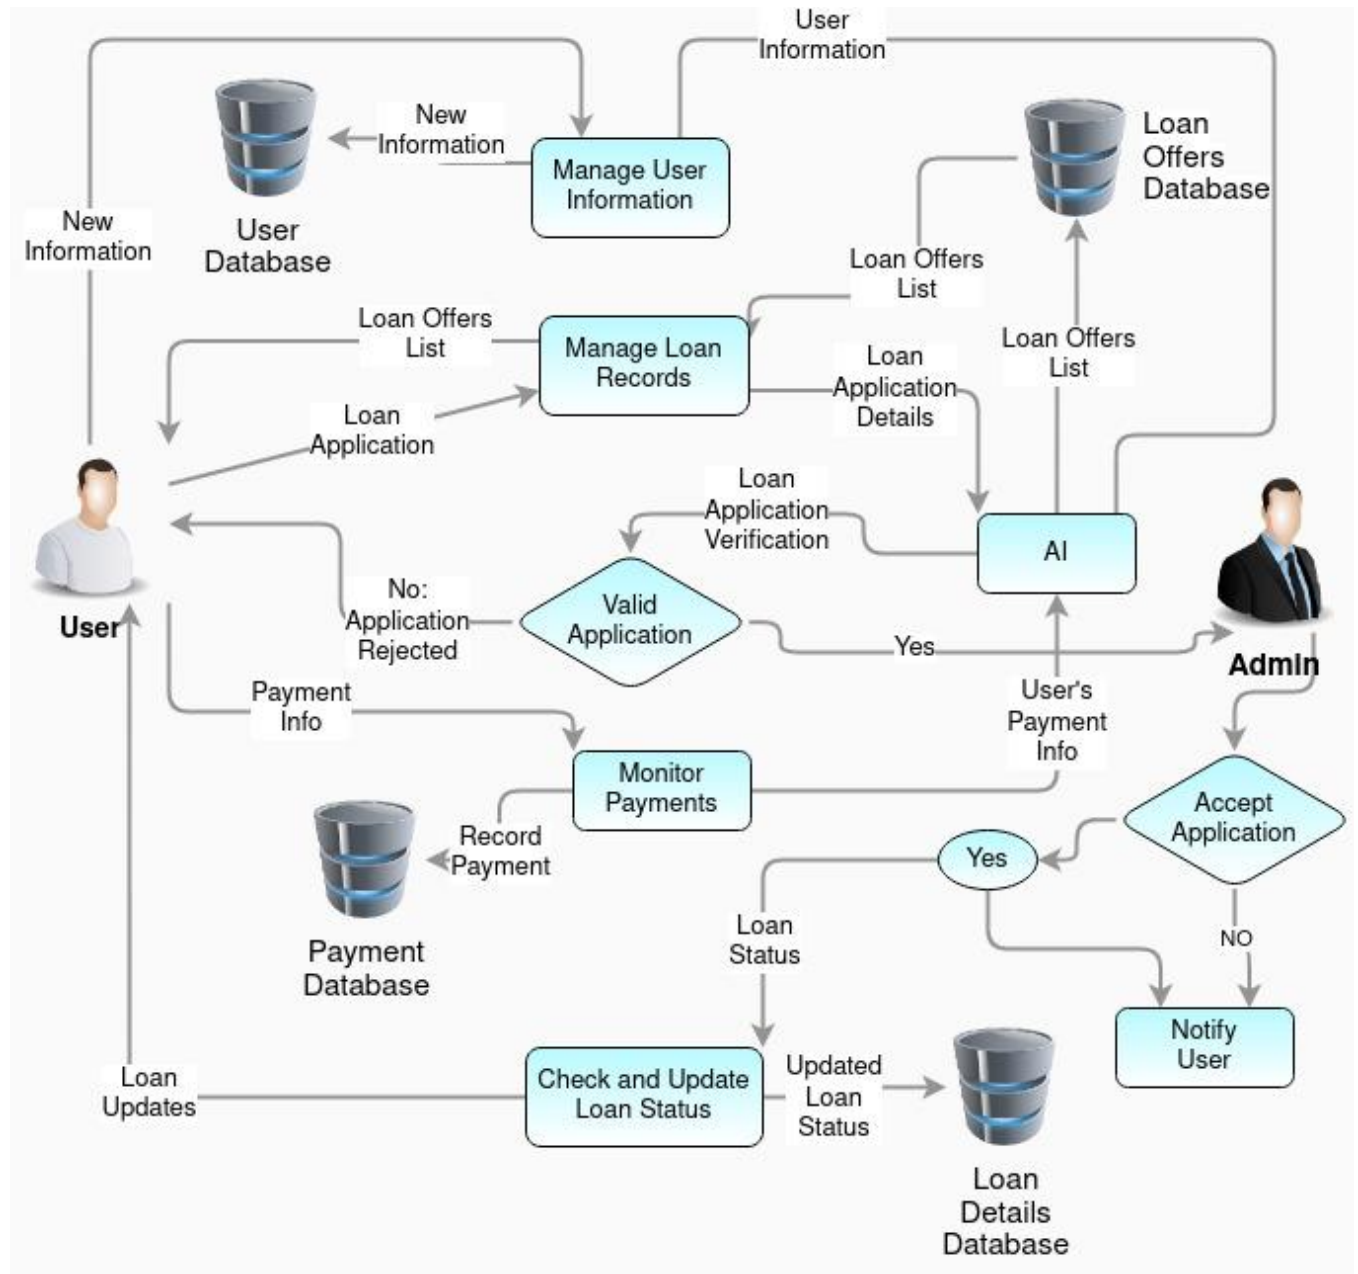 User
Information
New
Information
Manage User
Information
Loan
Offers
Database
New
Information
User
Database
Loan Offers
List
Loan Offers
List
Manage Loan
Records
Loan Offers
List
Loan
Application
Details
Loan
Application
Loan
Application
Verification
AI
No:
Application
Rejected
Valid
Application
Yes
User
Admin
Payment
Info
User's
Payment
Info
Monitor
Payments
Accept
Application
Record
Payment
Yes
Loan
Status
NO
Payment
Database
Notify
User
Loan
Updates
Check and Update
Loan Status
Updated
Loan
Status
Loan
Details
Database